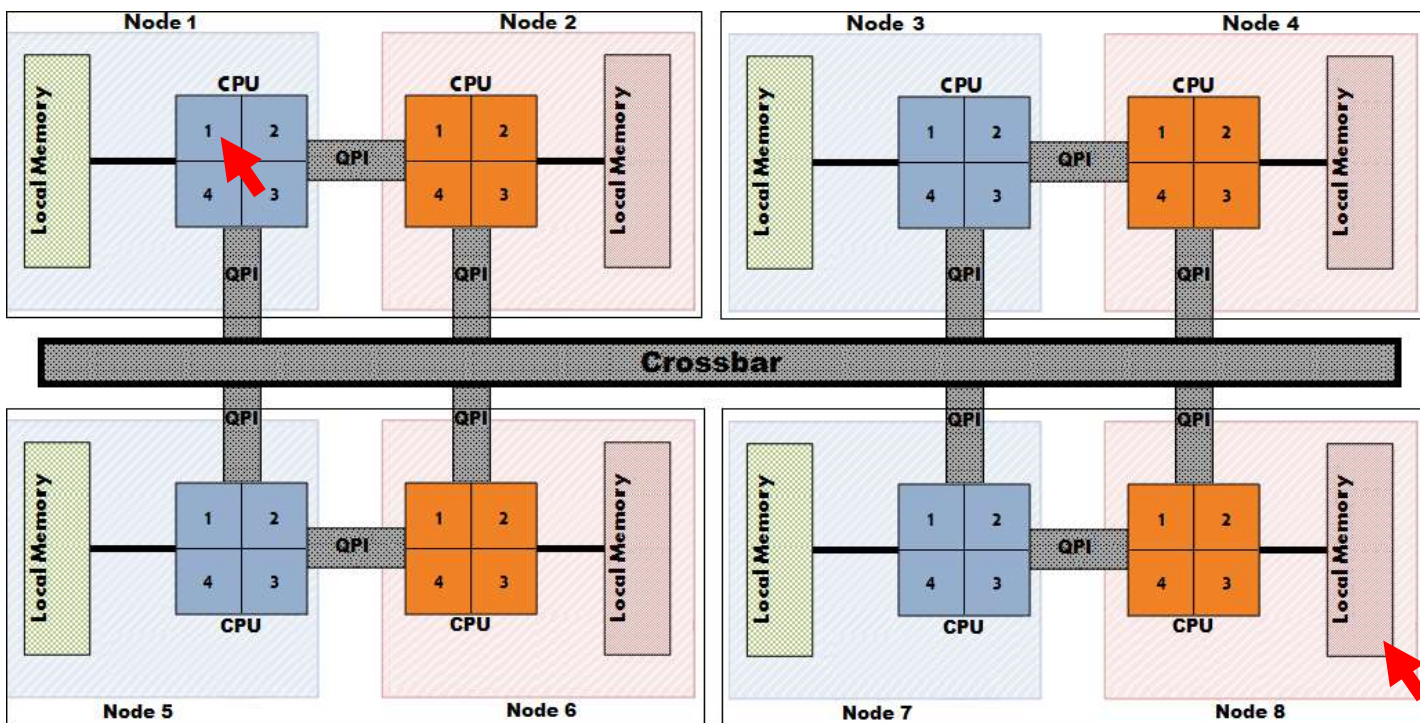 Node 1
Node 2
Node 3
Node 4
Local Memory
CPU
1 2
4 3
QPI
CPU
1 2
4 3
Local Memory
Local Memory
CPU
1 2
4 3
QPI
CPU
1 2
4 3
Local Memory
QPI
QPI
QPI
QPI
Crossbar
QPI
QPI
QPI
QPI
Local Memory
1 2
4 3
CPU
QPI
1 2
4 3
CPU
Local Memory
Local Memory
1 2
4 3
CPU
QPI
1 2
4 3
CPU
Local Memory
Node 5
Node 6
Node 7
Node 8